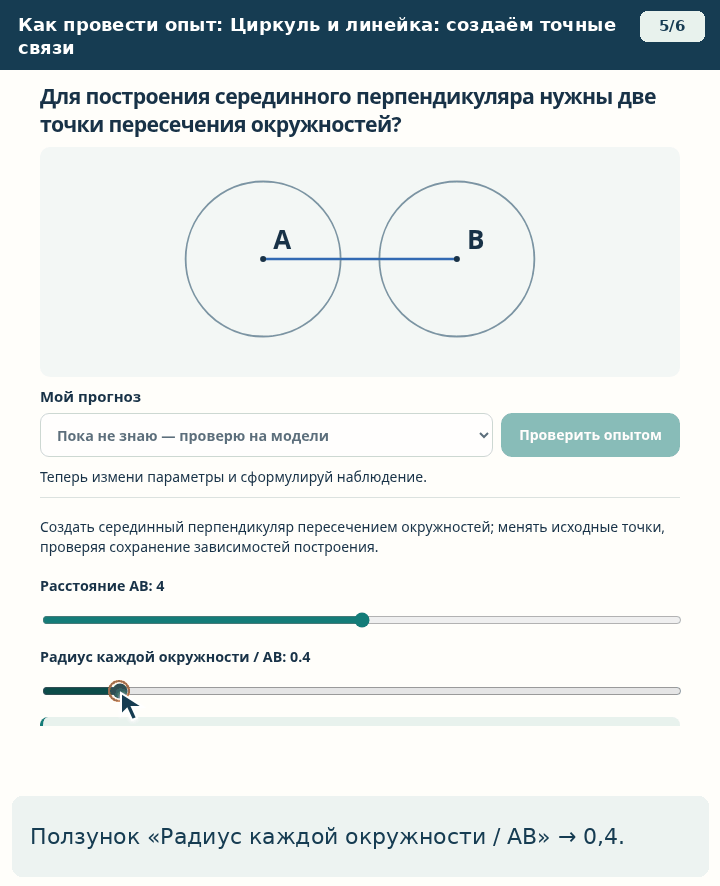 Как провести опыт: Циркуль и линейка: создаём точные
связи
5/6
Для построения серединного перпендикуляра нужны две
точки пересечения окружностей?
A
B
Мой прогноз
Пока не знаю — проверю на модели
Проверить опытом
Теперь измени параметры и сформулируй наблюдение.
Создать серединный перпендикуляр пересечением окружностей; менять исходные точки,
проверяя сохранение зависимостей построения.
Расстояние AB: 4
Радиус каждой окружности / AB: 0.4
Ползунок «Радиус каждой окружности / AB» → 0,4.